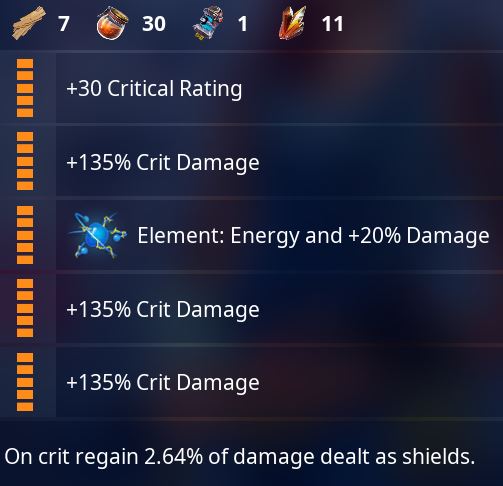 7 30 1 11
+30 Critical Rating
+135% Crit Damage
Element: Energy and +20% Damage
+135% Crit Damage
+135% Crit Damage
On crit regain 2.64% of damage dealt as shields.